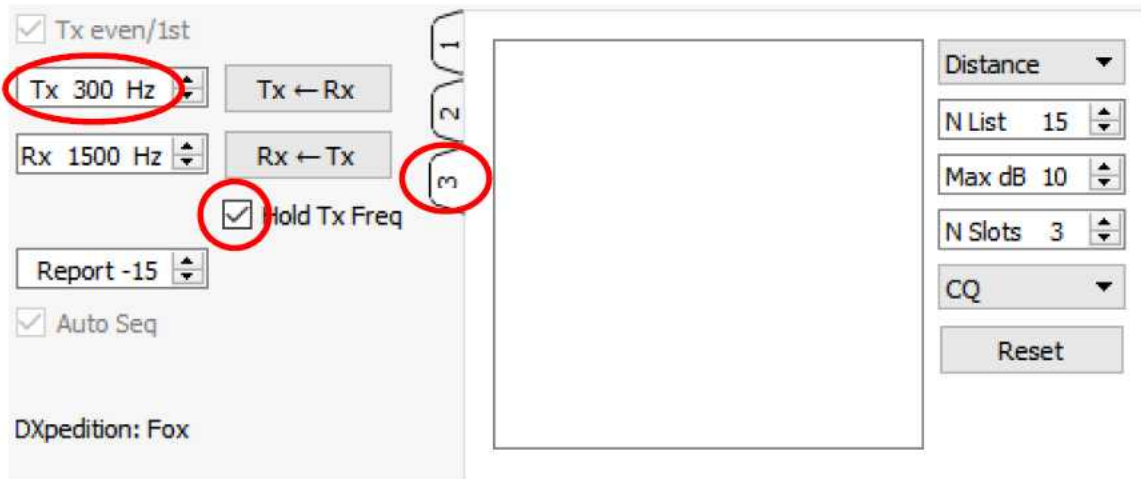 Tx even/1st
Tx 300 Hz
Tx ← Rx
Rx 1500 Hz
Rx ← Tx
Hold Tx Freq
Report -15
Auto Seq
DXpedition: Fox
1
2
3
Distance
N List 15
Max dB 10
N Slots 3
CQ
Reset